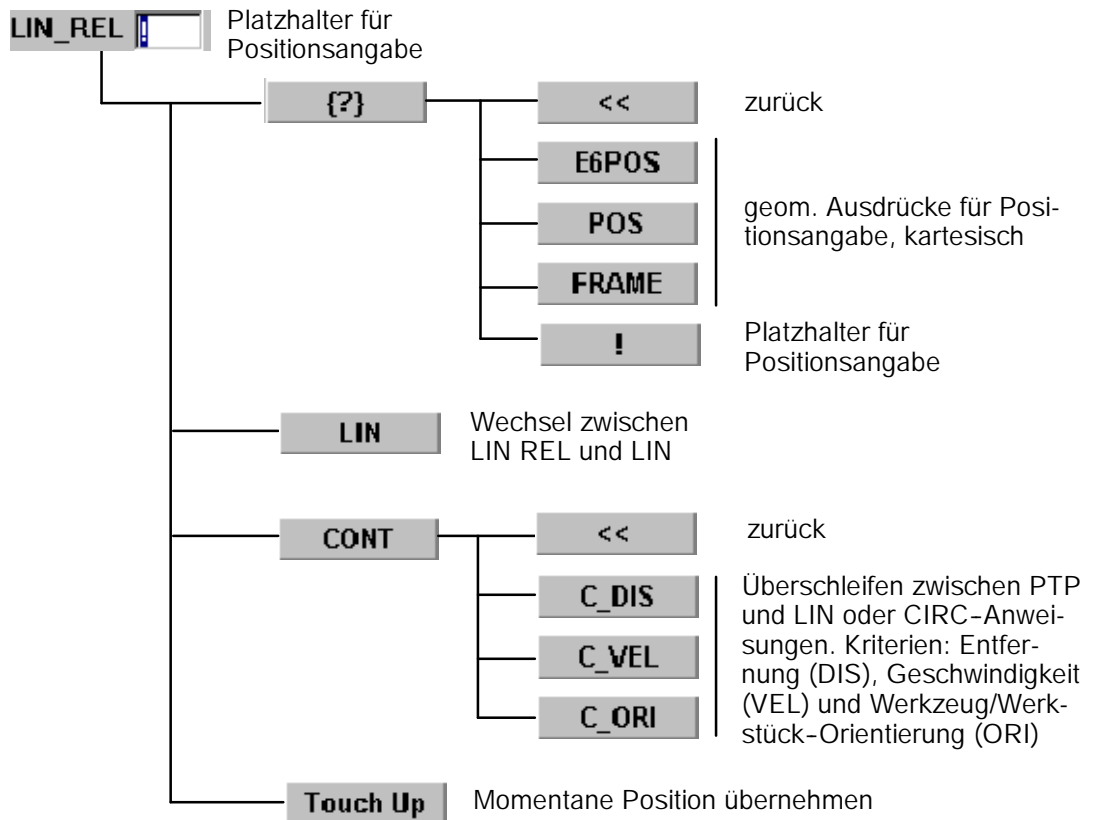 LIN_REL ! Platzhalter für
Positionsangabe
{?} << zurück
E6POS
POS geom. Ausdrücke für Posi-
tionsangabe, kartesisch
FRAME
! Platzhalter für
Positionsangabe
LIN Wechsel zwischen
LIN REL und LIN
CONT << zurück
C_DIS Überschleifen zwischen PTP
und LIN oder CIRC-Anwei-
sungen. Kriterien: Entfer-
C_VEL nung (DIS), Geschwindigkeit
(VEL) und Werkzeug/Werk-
C_ORI stück-Orientierung (ORI)
Touch Up Momentane Position übernehmen